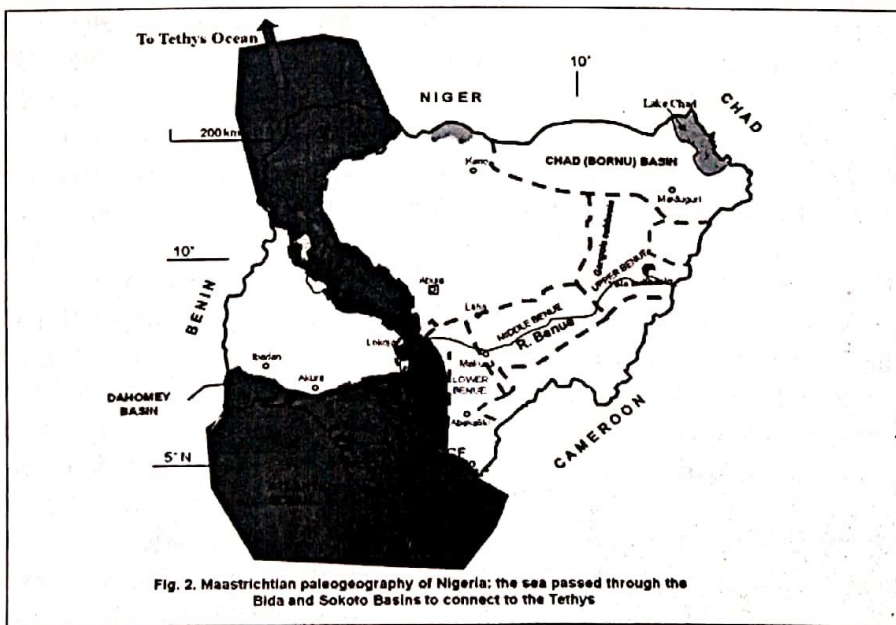 To Tethys Ocean
10°
NIGER
CHAD
Lake Chad
200 km
Kano
CHAD (BORNU) BASIN
Maiduguri
10°
BENIN
Abuja
UPPER BENUE
MIDDLE BENUE
R. Benue
Lokoja
Ibadan
Akure
LOWER
BENUE
DAHOMEY
BASIN
CAMEROON
5° N
Fig. 2. Maastrichtian paleogeography of Nigeria: the sea passed through the
Bida and Sokoto Basins to connect to the Tethys